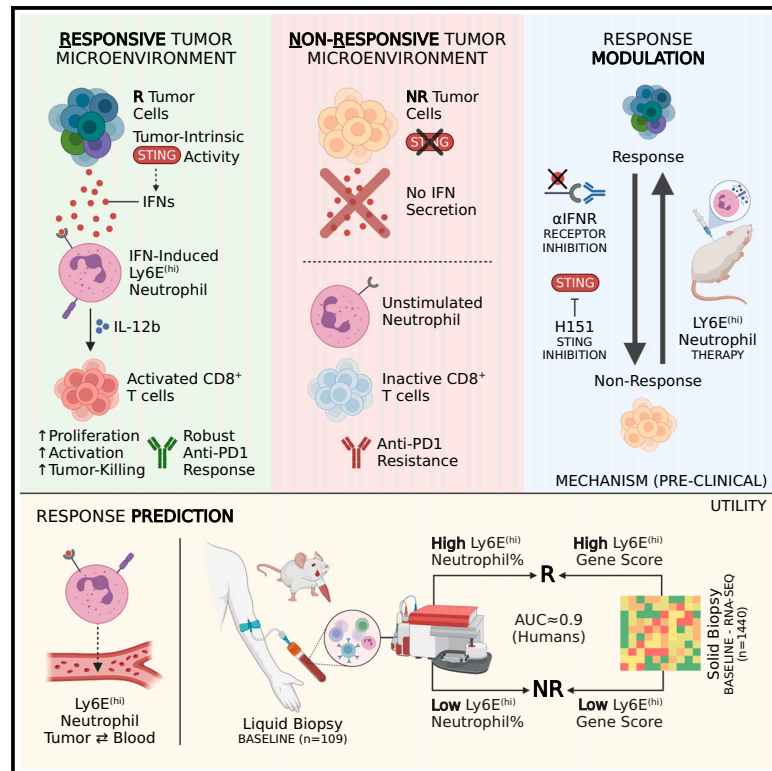 RESPONSIVE TUMOR
MICROENVIRONMENT
R Tumor
Cells
Tumor-Intrinsic
STING Activity
IFNs
IFN-Induced
Ly6E(hi)
Neutrophil
IL-12b
Activated CD8+
T cells
↑Proliferation
↑Activation
↑Tumor-Killing
Robust
Anti-PD1
Response
NON-RESPONSIVE TUMOR
MICROENVIRONMENT
NR Tumor
Cells
STING
No IFN
Secretion
Unstimulated
Neutrophil
Inactive CD8+
T cells
Anti-PD1
Resistance
RESPONSE
MODULATION
Response
αIFNR
RECEPTOR
INHIBITION
STING
H151
STING
INHIBITION
LY6E(hi)
Neutrophil
THERAPY
Non-Response
MECHANISM (PRE-CLINICAL)
UTILITY
RESPONSE PREDICTION
Ly6E(hi)
Neutrophil
Tumor ⇄ Blood
Liquid Biopsy
BASELINE (n=109)
High Ly6E(hi)
Neutrophil%
R
High Ly6E(hi)
Gene Score
AUC≈0.9
(Humans)
Low Ly6E(hi)
Neutrophil%
NR
Low Ly6E(hi)
Gene Score
Solid Biopsy
BASELINE - RNA-SEQ
(n=1440)